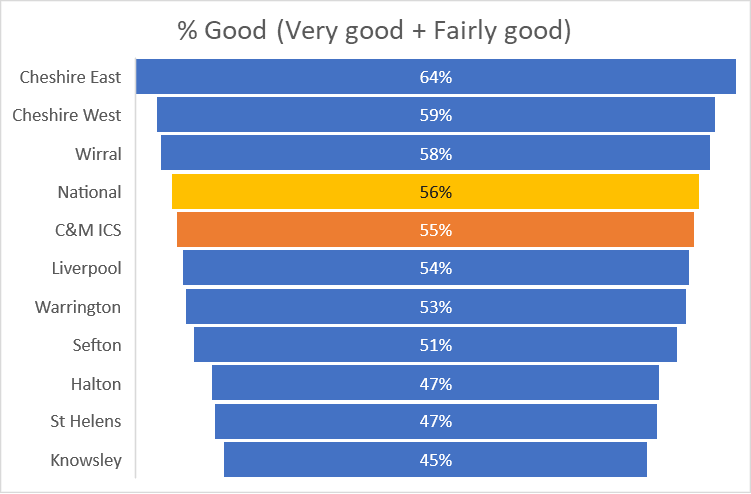 % Good (Very good + Fairly good)
Cheshire East 64%
Cheshire West 59%
Wirral 58%
National 56%
C&M ICS 55%
Liverpool 54%
Warrington 53%
Sefton 51%
Halton 47%
St Helens 47%
Knowsley 45%